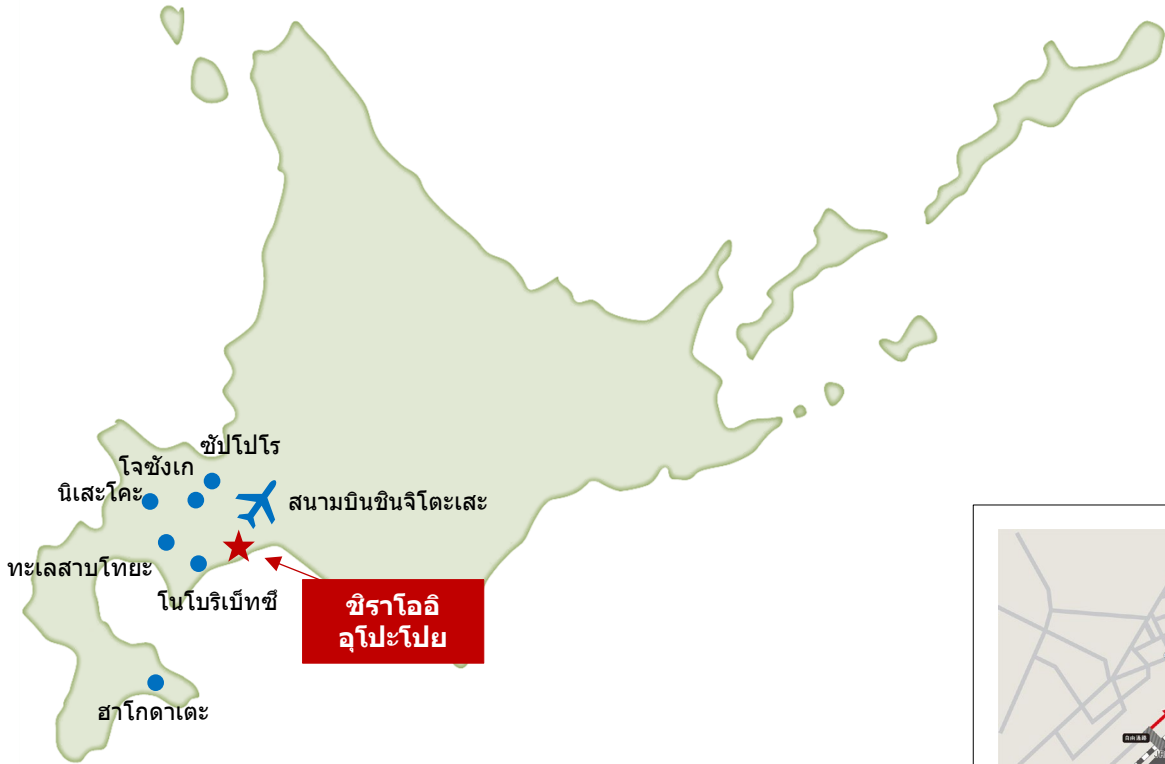 ซัปโปโร
โจซังเก
นิเสะโคะ
สนามบินชินจิโตะเสะ
ทะเลสาบโทยะ
โนโบริเบ็ทซึ
ชิราโออิ
อุโปะโปย
ฮาโกดาเตะ
自由通路